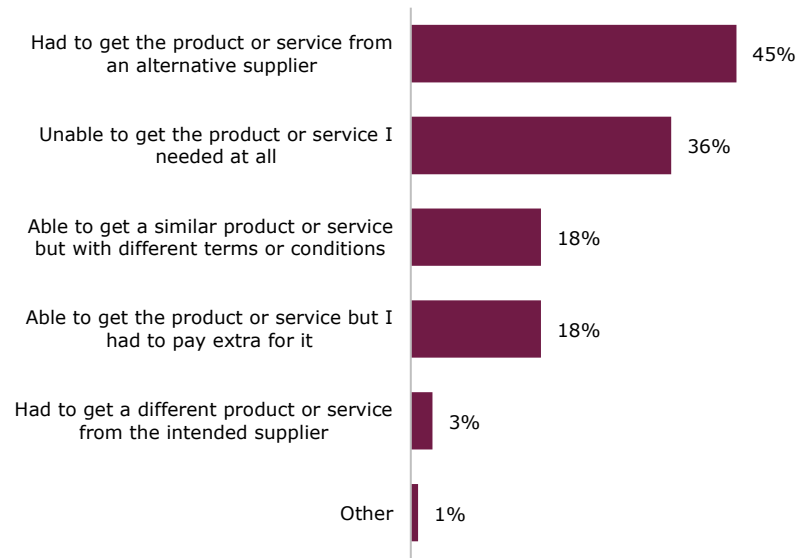 Had to get the product or service from
an alternative supplier
45%
Unable to get the product or service I
needed at all
36%
Able to get a similar product or service
but with different terms or conditions
18%
Able to get the product or service but I
had to pay extra for it
18%
Had to get a different product or service
from the intended supplier
3%
Other
1%